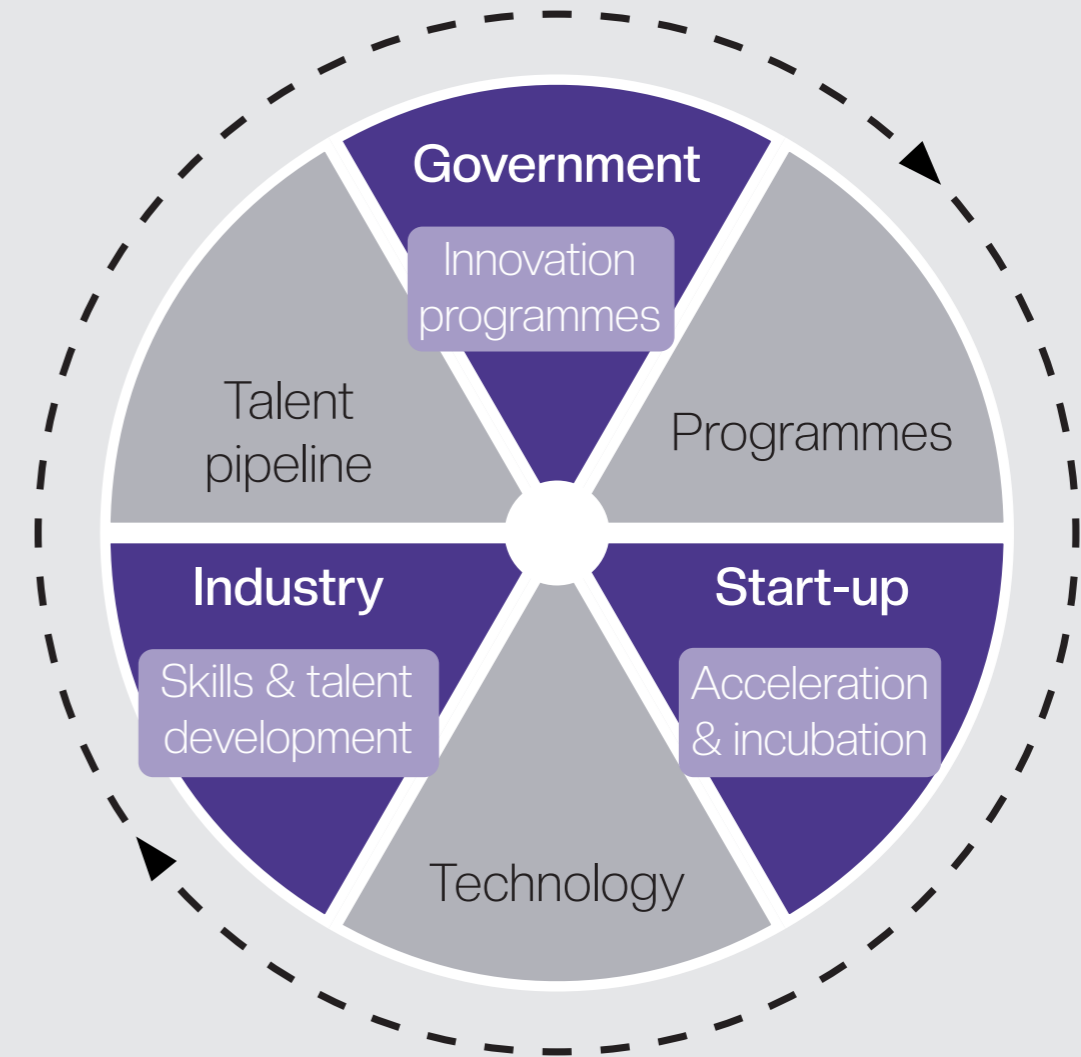 Government
Innovation
programmes
Talent
pipeline
Programmes
Industry
Skills & talent
development
Start-up
Acceleration
& incubation
Technology